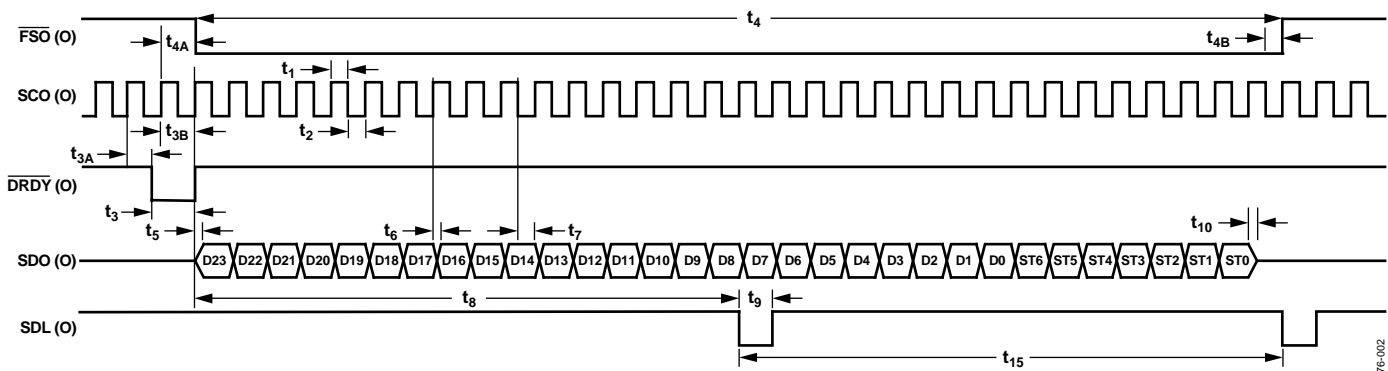 t4
FSO (O)
t4A
t4B
t1
SCO (O)
t3B
t2
t3A
DRDY (O)
t3
t5
t6
t7
t10
SDO (O)
D23 D22 D21 D20 D19 D18 D17 D16 D15 D14 D13 D12 D11 D10 D9 D8 D7 D6 D5 D4 D3 D2 D1 D0 ST6 ST5 ST4 ST3 ST2 ST1 ST0
t8
t9
SDL (O)
t15
76-002